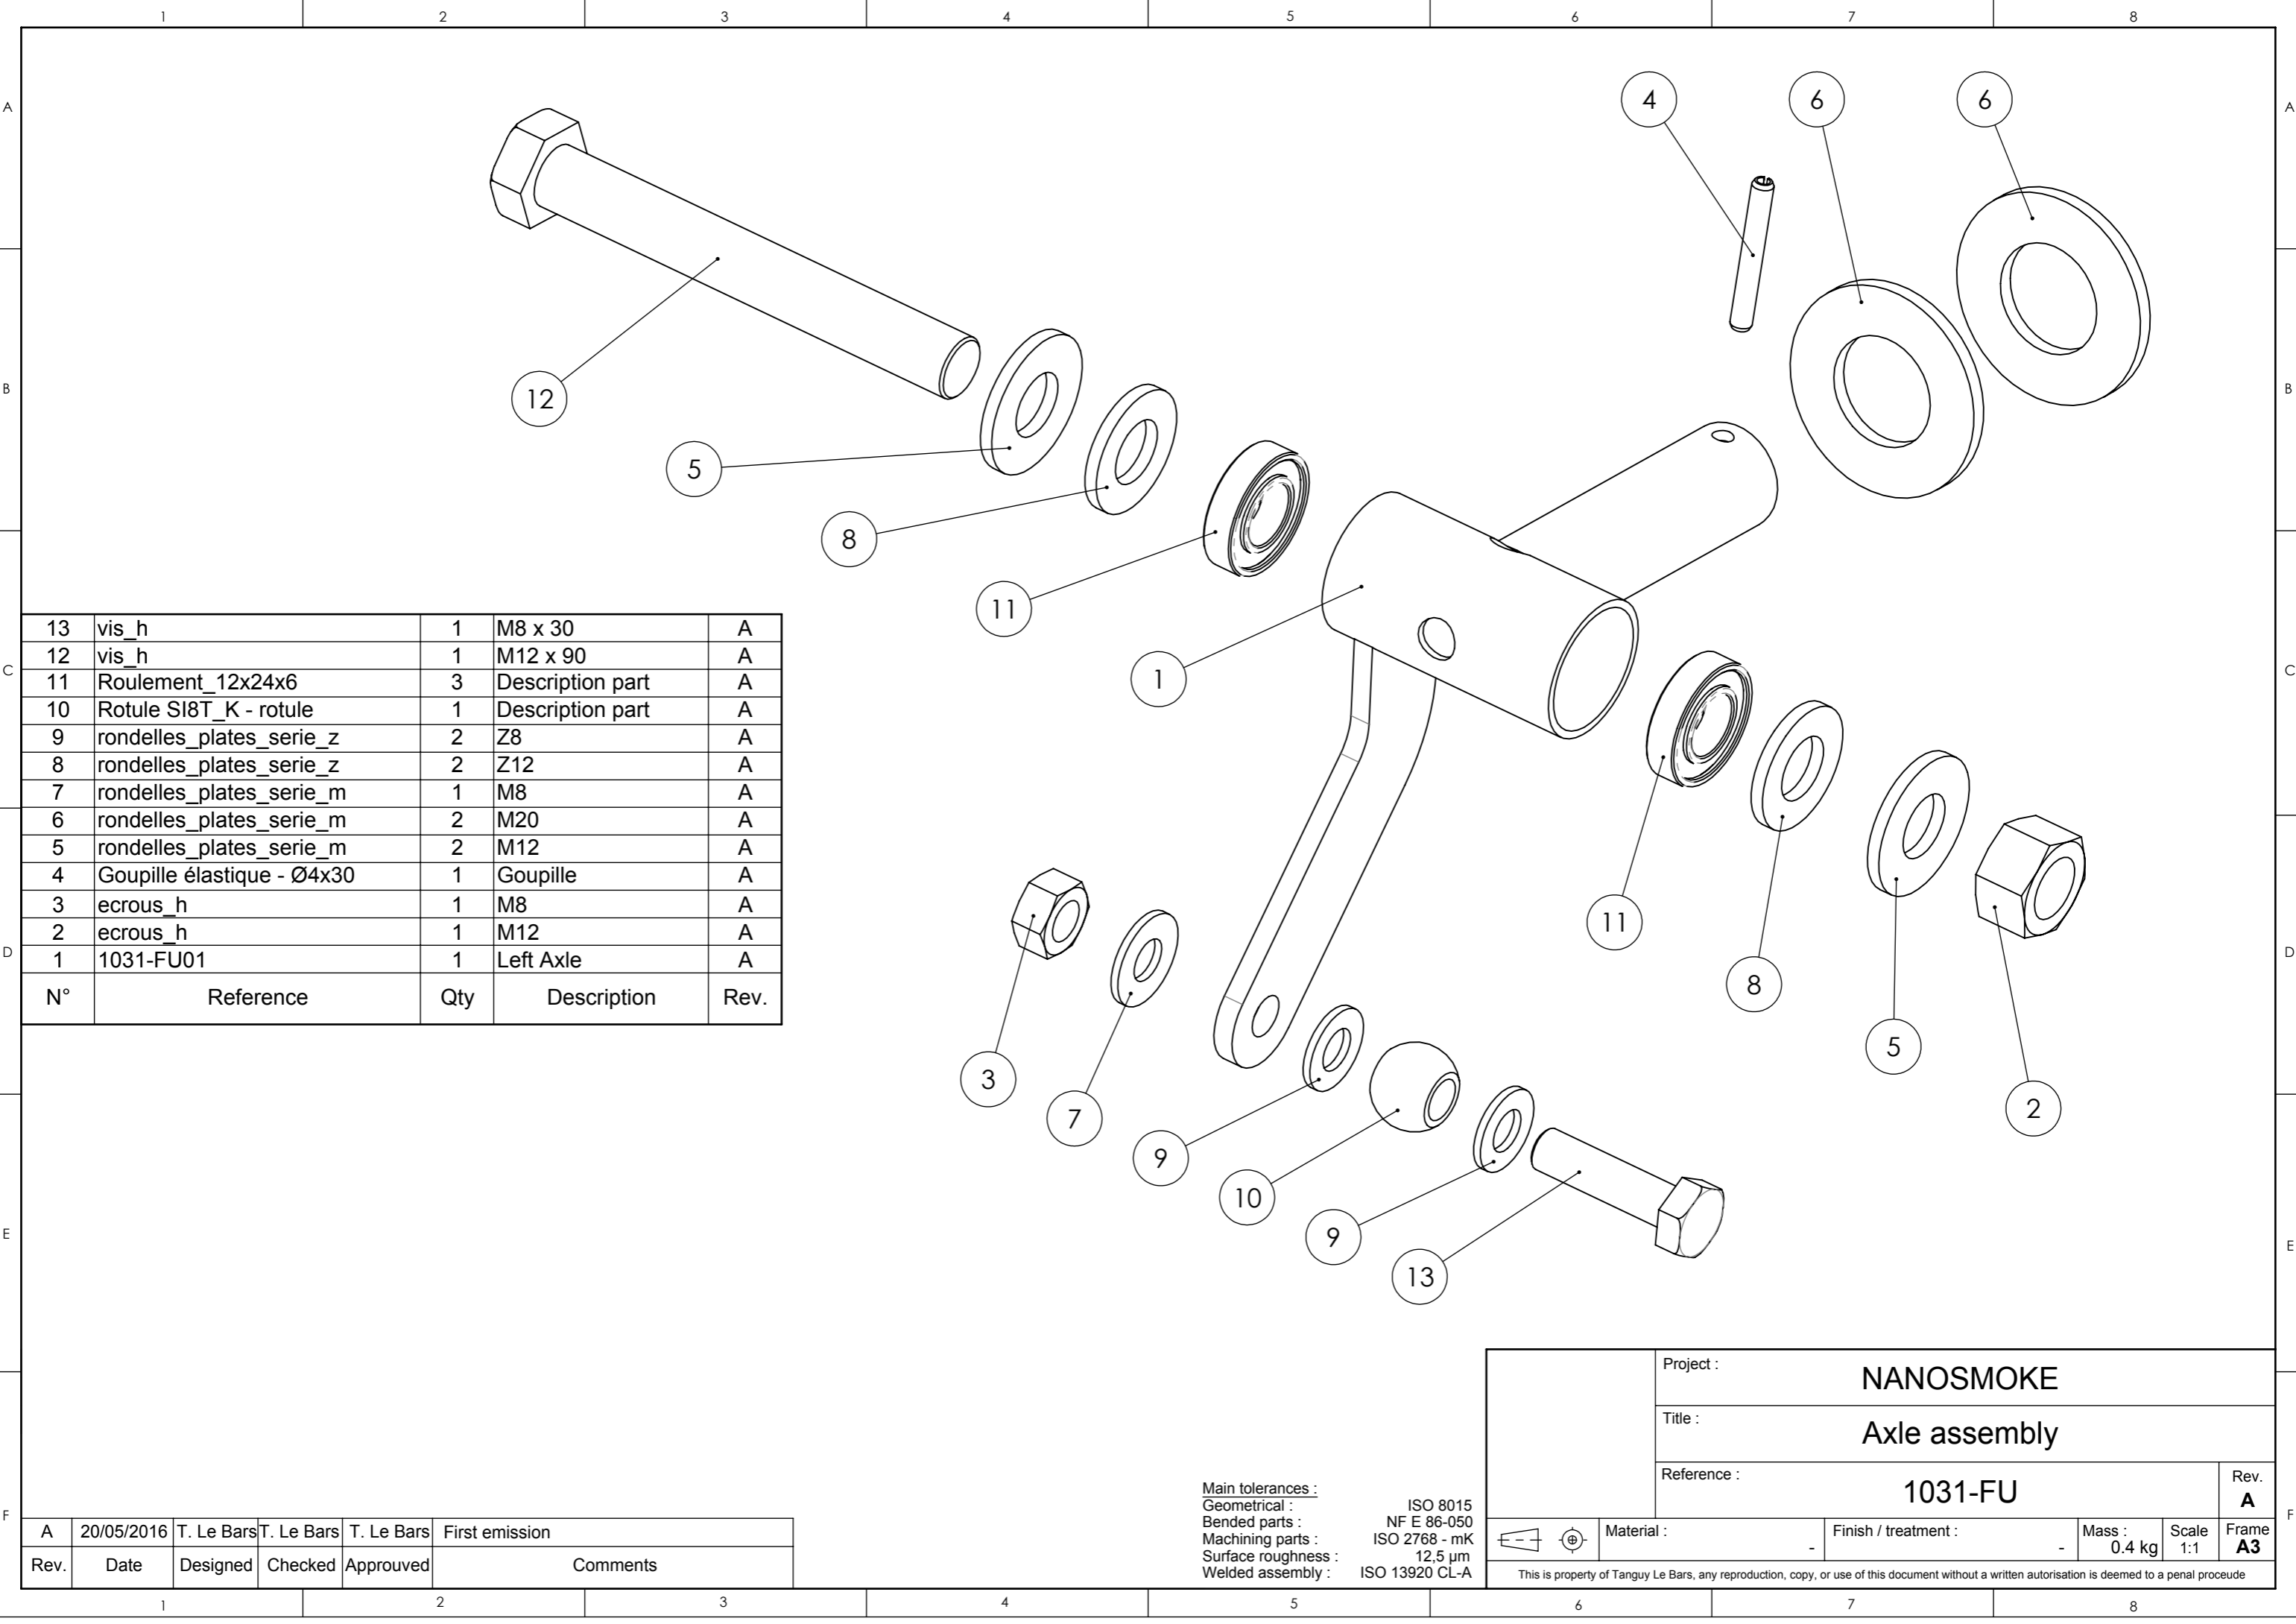 1 2 3 4 5 6 7 8
A A
4 6 6
B B
12
5
8
11
1
C C
13 vis_h 1 M8 x 30 A
12 vis_h 1 M12 x 90 A
11 Roulement_12x24x6 3 Description part A
10 Rotule SI8T_K - rotule 1 Description part A
9 rondelles_plates_serie_z 2 Z8 A
8 rondelles_plates_serie_z 2 Z12 A
7 rondelles_plates_serie_m 1 M8 A
6 rondelles_plates_serie_m 2 M20 A
5 rondelles_plates_serie_m 2 M12 A
4 Goupille élastique - Ø4x30 1 Goupille A
3 ecrous_h 1 M8 A
2 ecrous_h 1 M12 A
1 1031-FU01 1 Left Axle A
N° Reference Qty Description Rev.
D D
11
8
5
2
3
7
9
10
9
13
E E
Project :
NANOSMOKE
Title :
Axle assembly
Reference :
1031-FU
Rev.
A
Material :
-
Finish / treatment :
-
Mass :
0.4 kg
Scale
1:1
Frame
A3
This is property of Tanguy Le Bars, any reproduction, copy, or use of this document without a written autorisation is deemed to a penal proceude
Main tolerances :
Geometrical : ISO 8015
Bended parts : NF E 86-050
Machining parts : ISO 2768 - mK
Surface roughness : 12,5 µm
Welded assembly : ISO 13920 CL-A
F F
A 20/05/2016 T. Le Bars T. Le Bars T. Le Bars First emission
Rev. Date Designed Checked Approuved Comments
1 2 3 4 5 6 7 8